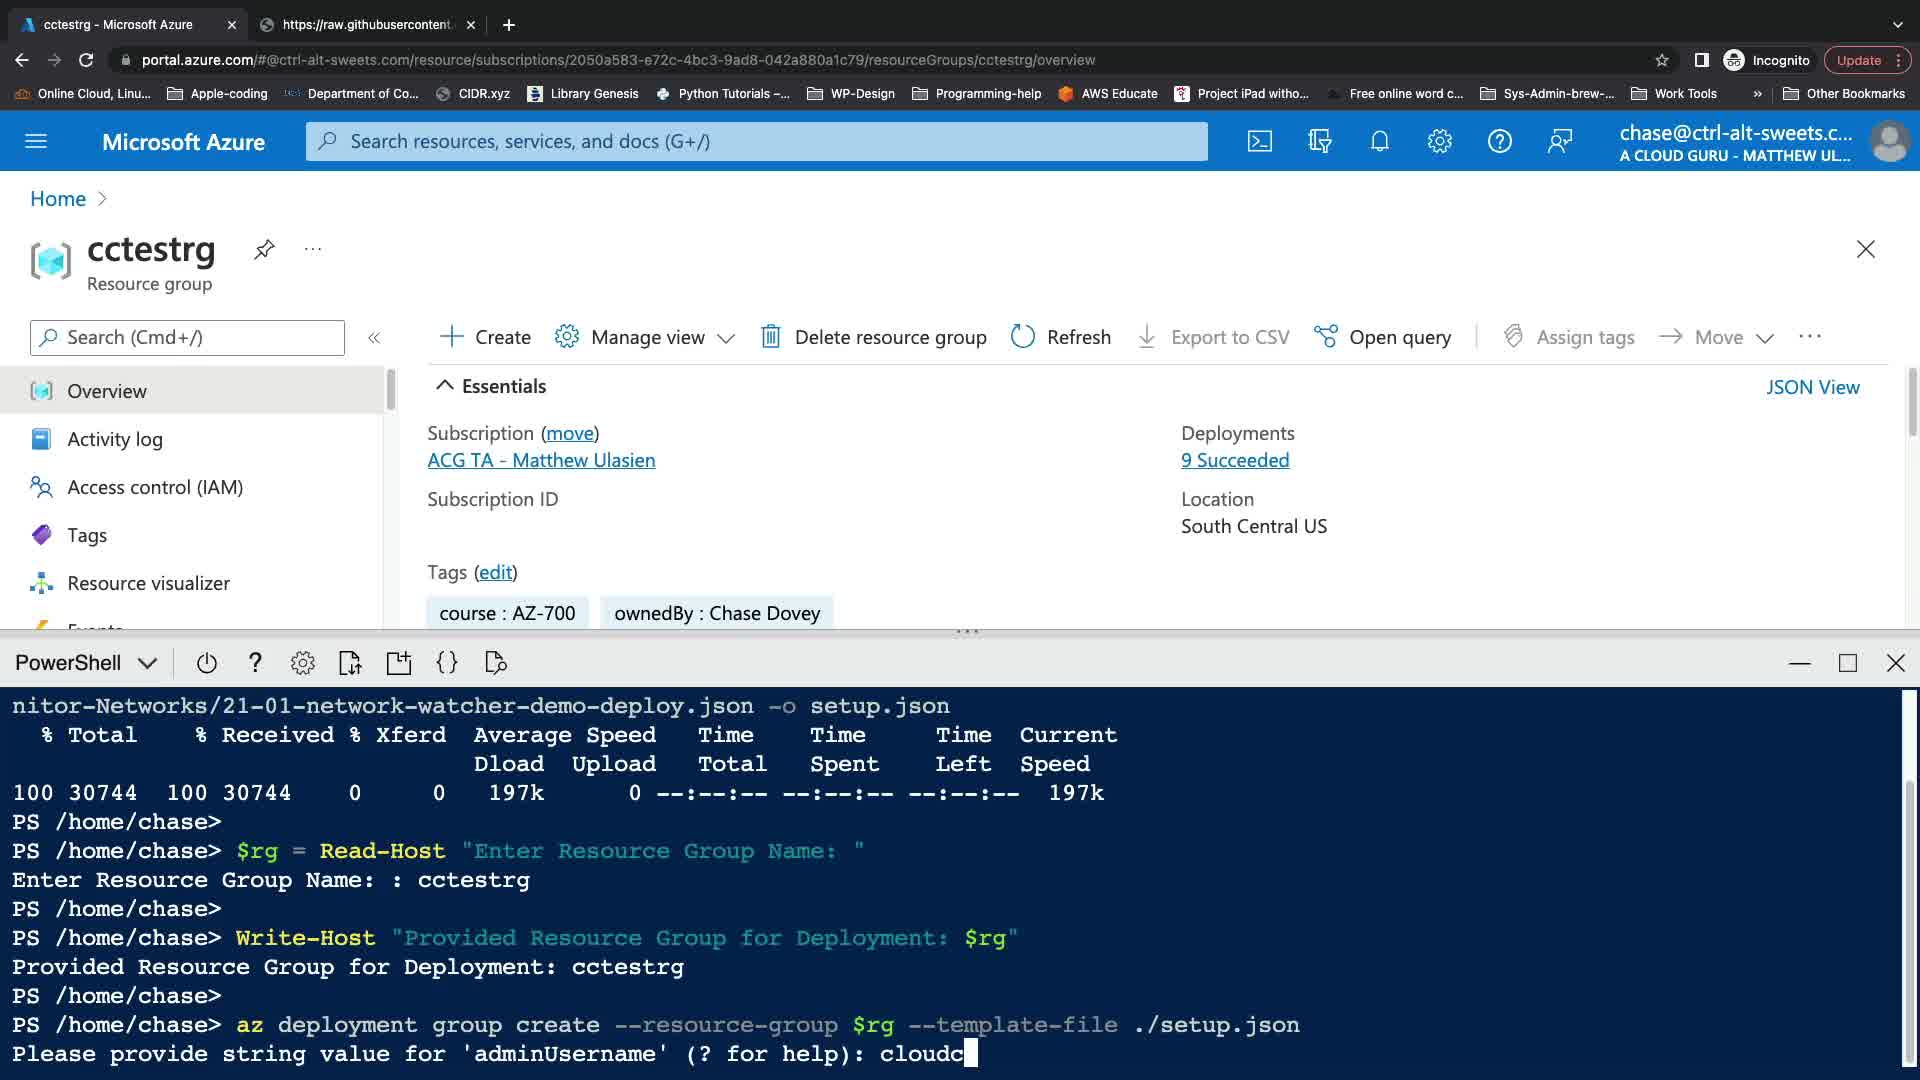 cctestrg - Microsoft Azure
https://raw.githubusercontent
portal.azure.com/#@ctrl-alt-sweets.com/resource/subscriptions/2050a583-e72c-4bc3-9ad8-042a880a1c79/resourceGroups/cctestrg/overview
Incognito
Update
Online Cloud, Linu...
Apple-coding
Department of Co...
CIDR.xyz
Library Genesis
Python Tutorials –...
WP-Design
Programming-help
AWS Educate
Project iPad witho...
Free online word c...
Sys-Admin-brew-...
Work Tools
»
Other Bookmarks
Microsoft Azure
Search resources, services, and docs (G+/)
chase@ctrl-alt-sweets.c...
A CLOUD GURU - MATTHEW UL...
Home >
cctestrg
...
Resource group
Search (Cmd+/)
«
Create
Manage view
Delete resource group
Refresh
Export to CSV
Open query
Assign tags
Move
...
Overview
Activity log
Access control (IAM)
Tags
Resource visualizer
Events
Essentials
JSON View
Subscription (move)
ACG TA - Matthew Ulasien
Subscription ID
Deployments
9 Succeeded
Location
South Central US
Tags (edit)
course : AZ-700
ownedBy : Chase Dovey
PowerShell
nitor-Networks/21-01-network-watcher-demo-deploy.json -o setup.json
% Total % Received % Xferd Average Speed Time Time Time Current
Dload Upload Total Spent Left Speed
100 30744 100 30744 0 0 197k 0 --:--:-- --:--:-- --:--:-- 197k
PS /home/chase>
PS /home/chase> $rg = Read-Host "Enter Resource Group Name: "
Enter Resource Group Name: : cctestrg
PS /home/chase>
PS /home/chase> Write-Host "Provided Resource Group for Deployment: $rg"
Provided Resource Group for Deployment: cctestrg
PS /home/chase>
PS /home/chase> az deployment group create --resource-group $rg --template-file ./setup.json
Please provide string value for 'adminUsername' (? for help): cloudc